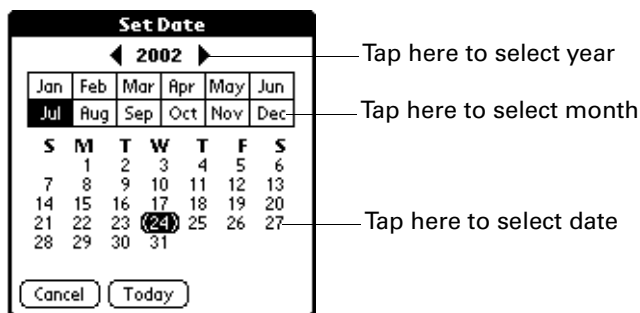 Set Date
2002
Tap here to select year
Jan Feb Mar Apr May Jun
Jul Aug Sep Oct Nov Dec
Tap here to select month
S M T W T F S
1 2 3 4 5 6
7 8 9 10 11 12 13
14 15 16 17 18 19 20
21 22 23 24 25 26 27
Tap here to select date
28 29 30 31
Cancel Today